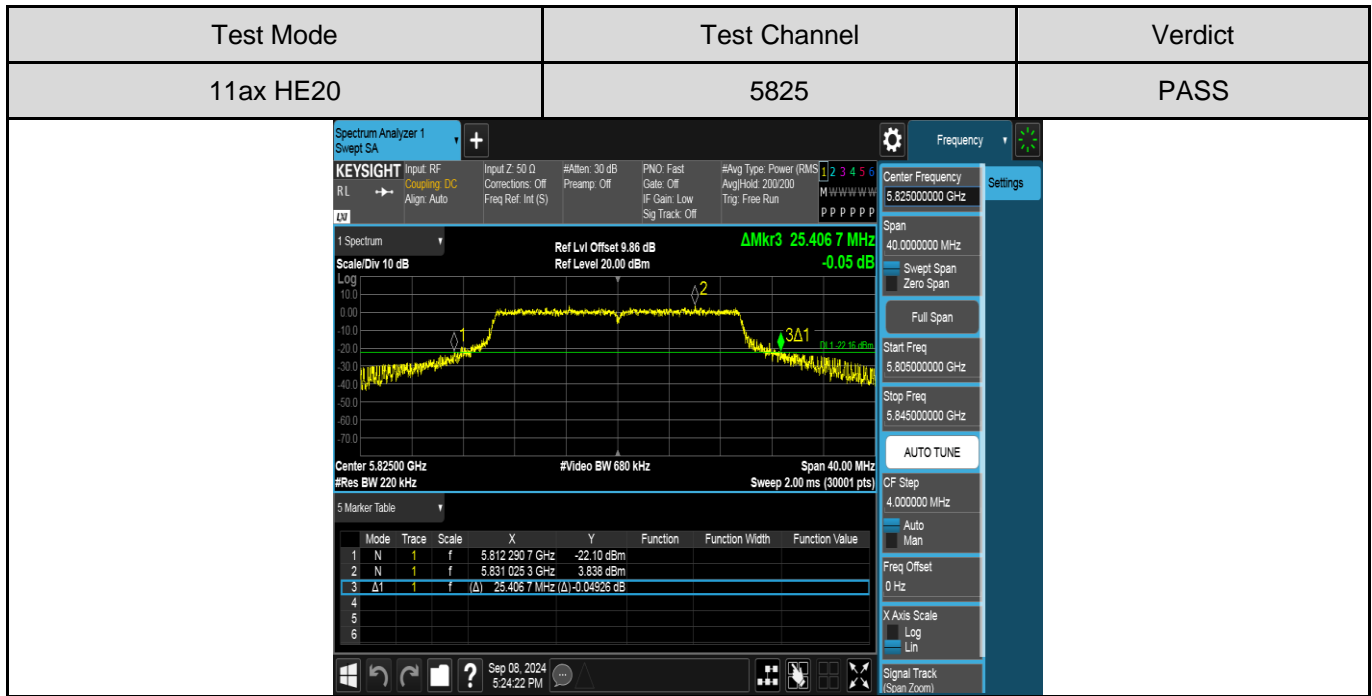 Test Mode Test Channel Verdict
11ax HE20 5825 PASS
Spectrum Analyzer 1
Swept SA
+
Frequency
KEYSIGHT Input: RF Input Z: 50 Ω #Atten: 30 dB PNO: Fast #Avg Type: Power (RMS 1 2 3 4 5 6
RL Coupling: DC Corrections: Off Preamp: Off Gate: Off Avg|Hold: 200/200 M W W W W W
Align: Auto Freq Ref: Int (S) IF Gain: Low Trig: Free Run
LXI Sig Track: Off P P P P P P
1 Spectrum
Ref Lvl Offset 9.86 dB ΔMkr3 25.406 7 MHz
Scale/Div 10 dB Ref Level 20.00 dBm -0.05 dB
Log
10.0
0.00
-10.0
-20.0
-30.0
-40.0
-50.0
-60.0
-70.0
1
2
3Δ1
DL1 -22.16 dBm
Center 5.82500 GHz #Video BW 680 kHz Span 40.00 MHz
#Res BW 220 kHz Sweep 2.00 ms (30001 pts)
5 Marker Table
Mode Trace Scale X Y Function Function Width Function Value
1 N 1 f 5.812 290 7 GHz -22.10 dBm
2 N 1 f 5.831 025 3 GHz 3.838 dBm
3 Δ1 1 f (Δ) 25.406 7 MHz (Δ) -0.04926 dB
4
5
6
?
Sep 08, 2024
5:24:22 PM
Center Frequency
5.825000000 GHz
Settings
Span
40.0000000 MHz
Swept Span
Zero Span
Full Span
Start Freq
5.805000000 GHz
Stop Freq
5.845000000 GHz
AUTO TUNE
CF Step
4.000000 MHz
Auto
Man
Freq Offset
0 Hz
X Axis Scale
Log
Lin
Signal Track
(Span Zoom)